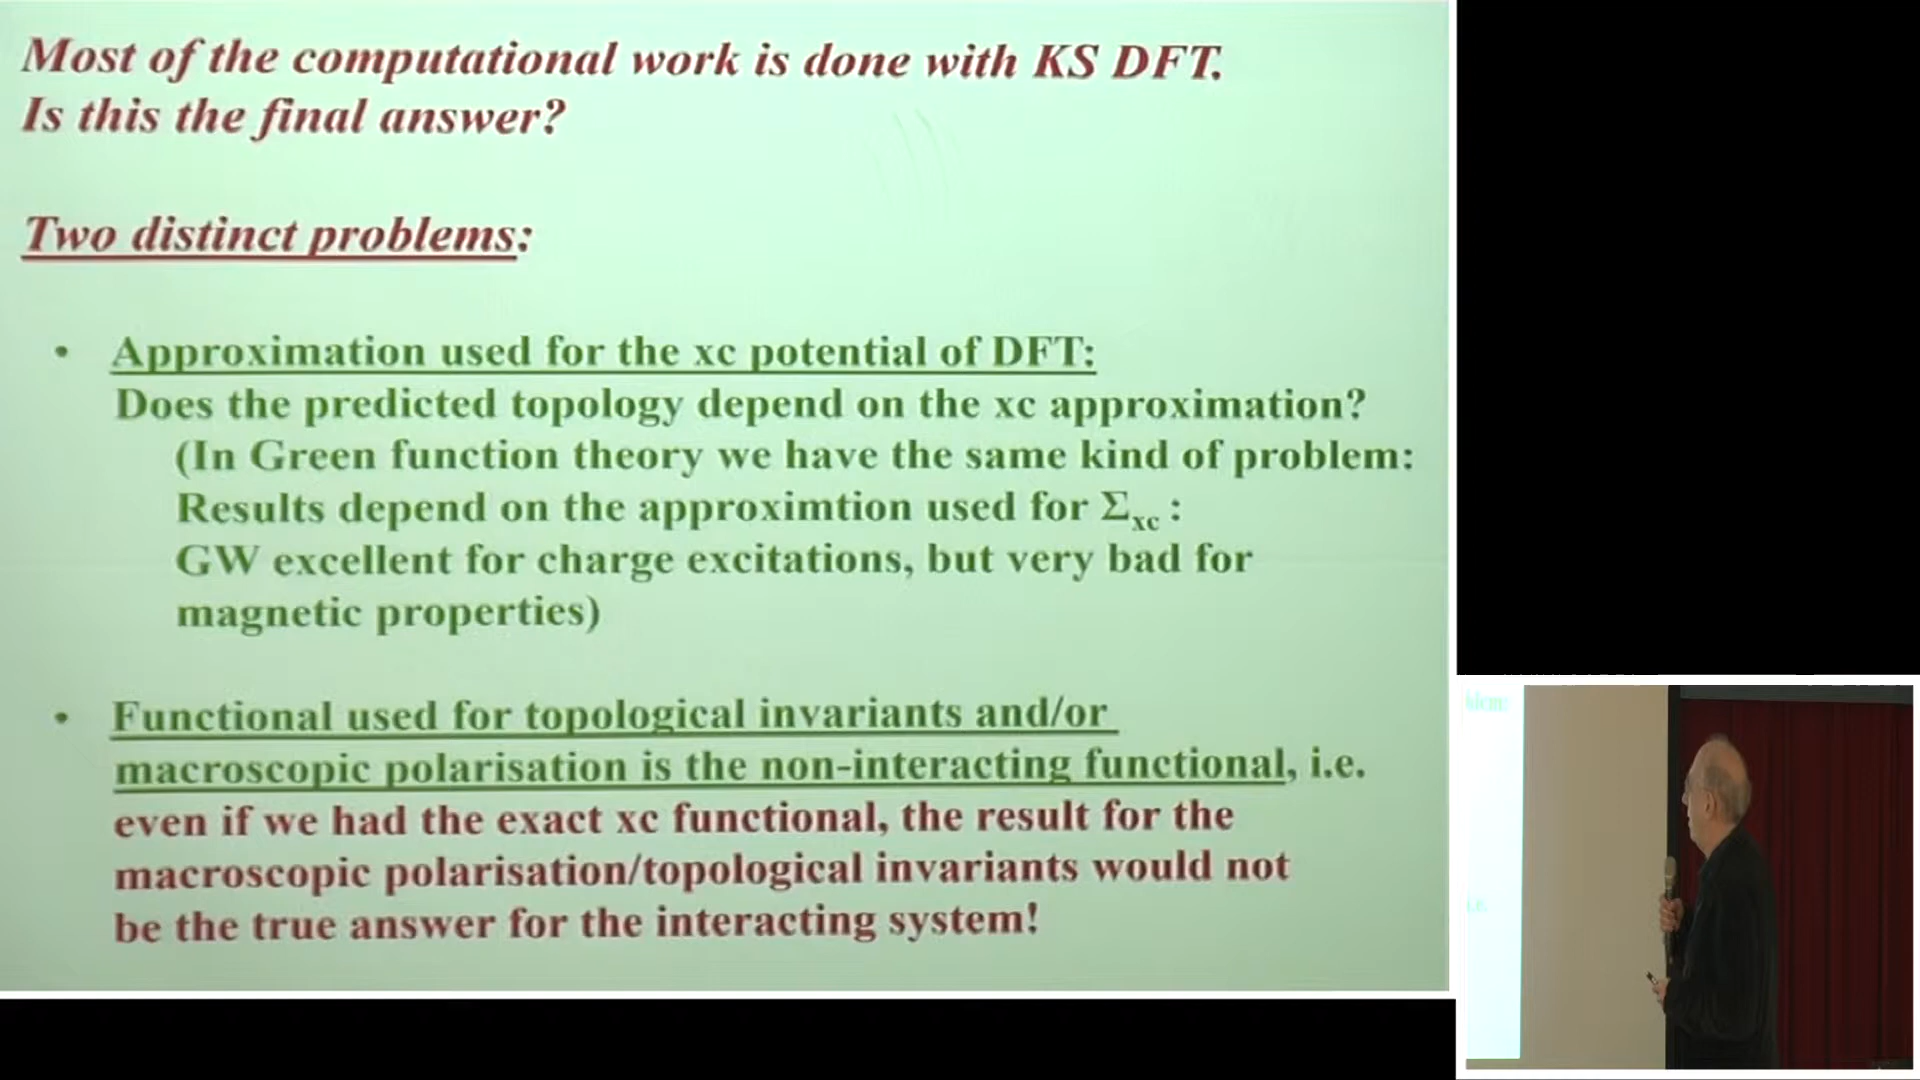 Most of the computational work is done with KS DFT.
Is this the final answer?
Two distinct problems:
• Approximation used for the xc potential of DFT:
Does the predicted topology depend on the xc approximation?
(In Green function theory we have the same kind of problem:
Results depend on the approximtion used for Σxc :
GW excellent for charge excitations, but very bad for
magnetic properties)
• Functional used for topological invariants and/or
macroscopic polarisation is the non-interacting functional, i.e.
even if we had the exact xc functional, the result for the
macroscopic polarisation/topological invariants would not
be the true answer for the interacting system!
i.e.